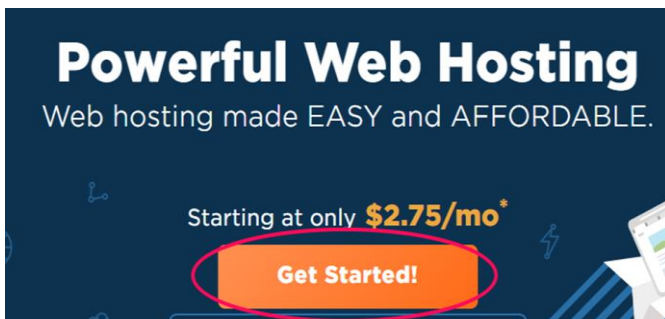 Powerful Web Hosting
Web hosting made EASY and AFFORDABLE.
Starting at only $2.75/mo*
Get Started!